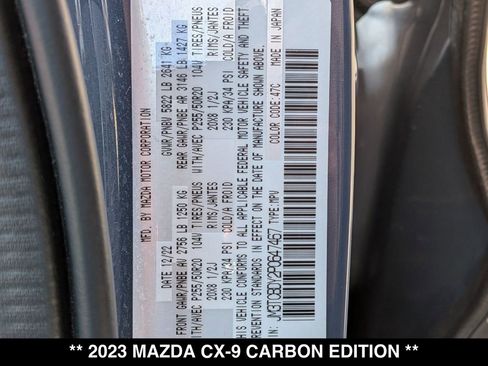 MFD. BY MAZDA MOTOR CORPORATION
DATE: 12/22 GVWR/PNBV 5822 LB 2641 KG
FRONT GAWR/PNBE AV 2756 LB 1250 KG REAR GAWR/PNBE AR 3146 LB 1427 KG
WITH/AVEC P255/50R20 104V TIRES/PNEUS WITH/AVEC P255/50R20 104V TIRES/PNEUS
20X8 1/2J RIMS/JANTES 20X8 1/2J RIMS/JANTES
230 KPA/34 PSI COLD/A FROID 230 KPA/34 PSI COLD/A FROID
THIS VEHICLE CONFORMS TO ALL APPLICABLE FEDERAL MOTOR VEHICLE SAFETY AND THEFT
PREVENTION STANDARDS IN EFFECT ON THE DATE OF MANUFACTURE SHOWN ABOVE.
JM3TCBDY2P0647467 COLOR CODE: 47C
TYPE: MPV MADE IN JAPAN
** 2023 MAZDA CX-9 CARBON EDITION **